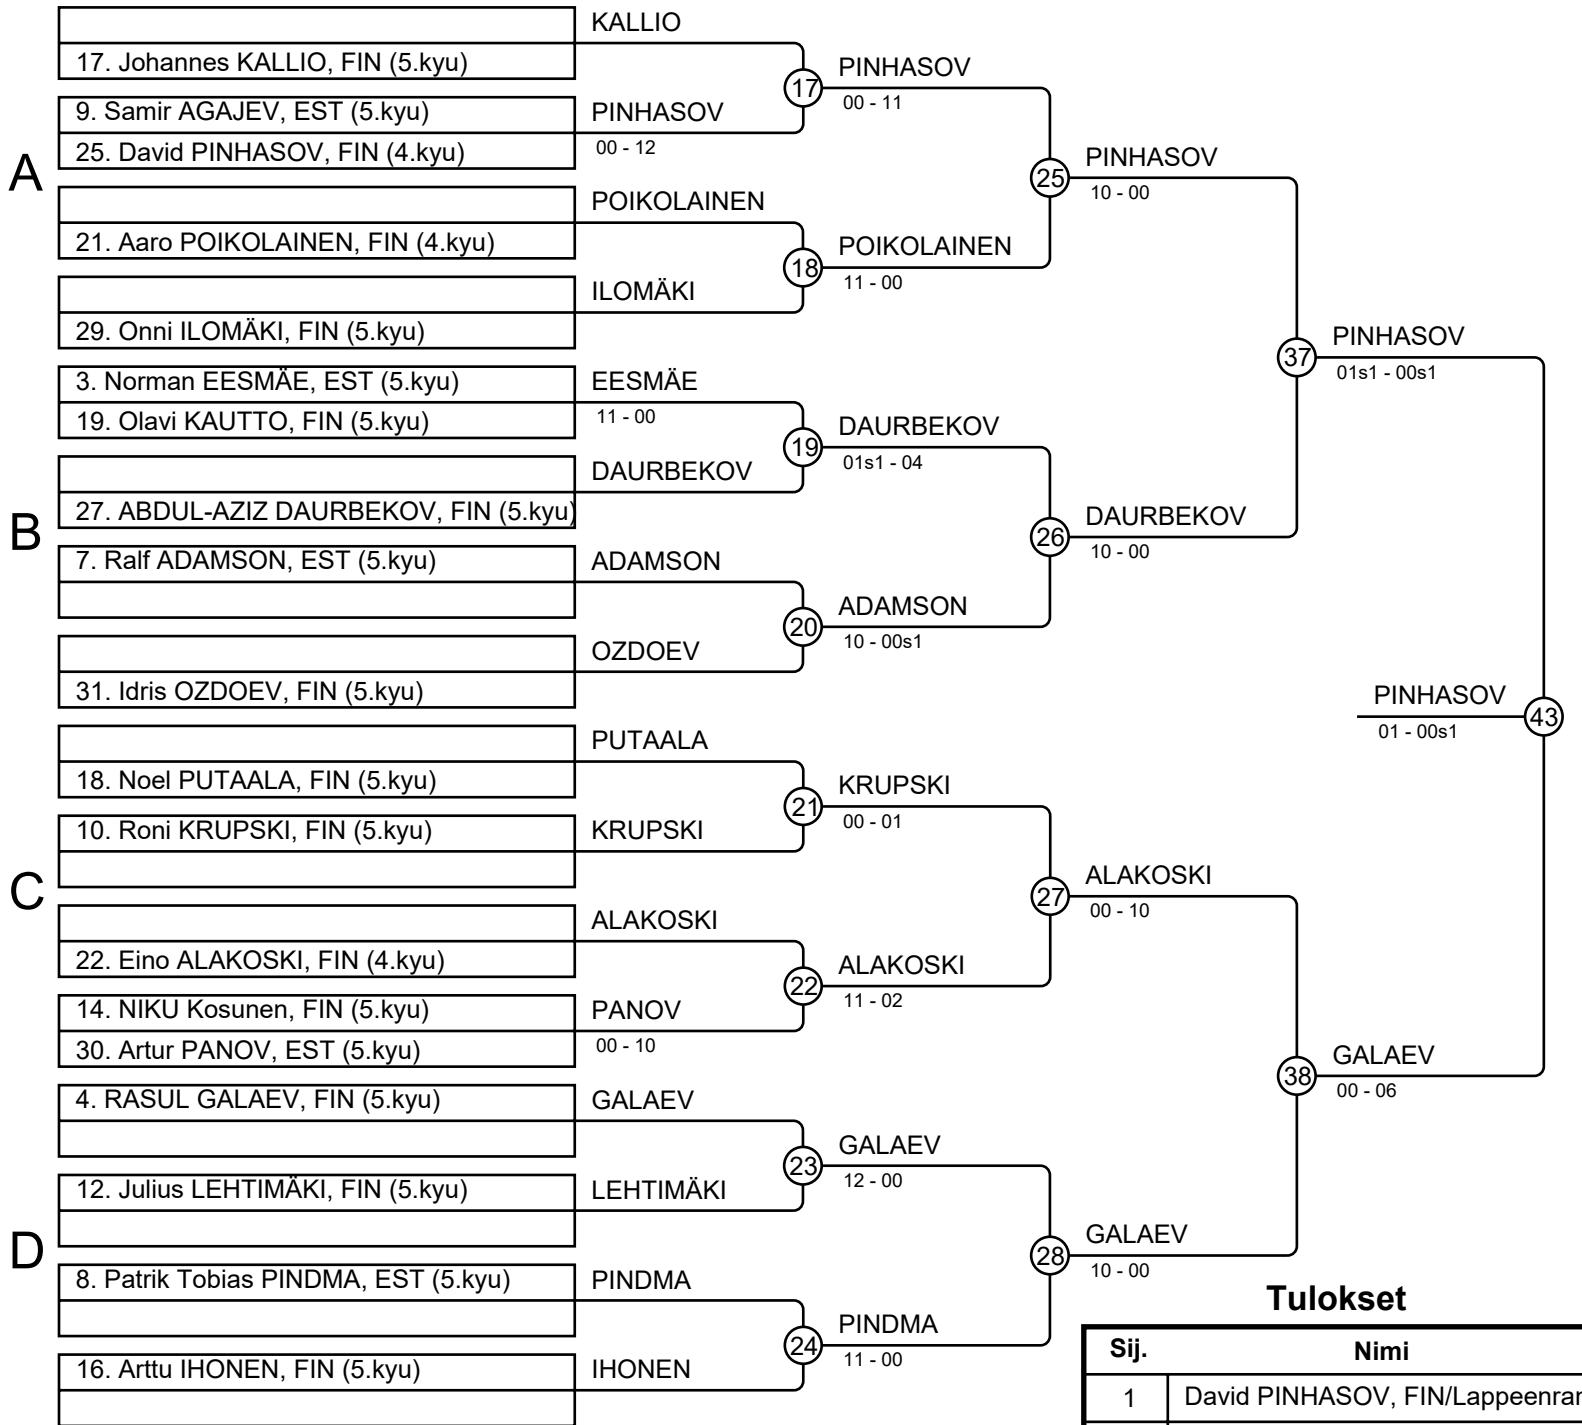 A
17. Johannes KALLIO, FIN (5.kyu)
9. Samir AGAJEV, EST (5.kyu)
25. David PINHASOV, FIN (4.kyu)
21. Aaro POIKOLAINEN, FIN (4.kyu)
29. Onni ILOMÄKI, FIN (5.kyu)
B
3. Norman EESMÄE, EST (5.kyu)
19. Olavi KAUTTO, FIN (5.kyu)
27. ABDUL-AZIZ DAURBEKOV, FIN (5.kyu)
7. Ralf ADAMSON, EST (5.kyu)
31. Idris OZDOEV, FIN (5.kyu)
C
18. Noel PUTAALA, FIN (5.kyu)
10. Roni KRUPSKI, FIN (5.kyu)
22. Eino ALAKOSKI, FIN (4.kyu)
14. NIKU Kosunen, FIN (5.kyu)
30. Artur PANOV, EST (5.kyu)
D
4. RASUL GALAEV, FIN (5.kyu)
12. Julius LEHTIMÄKI, FIN (5.kyu)
8. Patrik Tobias PINDMA, EST (5.kyu)
16. Arttu IHONEN, FIN (5.kyu)
KALLIO
PINHASOV
00 - 12
POIKOLAINEN
ILOMÄKI
EESMÄE
11 - 00
DAURBEKOV
ADAMSON
OZDOEV
PUTAALA
KRUPSKI
ALAKOSKI
PANOV
00 - 10
GALAEV
LEHTIMÄKI
PINDMA
IHONEN
17
PINHASOV
00 - 11
18
POIKOLAINEN
11 - 00
19
DAURBEKOV
01s1 - 04
20
ADAMSON
10 - 00s1
21
KRUPSKI
00 - 01
22
ALAKOSKI
11 - 02
23
GALAEV
12 - 00
24
PINDMA
11 - 00
25
PINHASOV
10 - 00
26
DAURBEKOV
10 - 00
27
ALAKOSKI
00 - 10
28
GALAEV
10 - 00
37
PINHASOV
01s1 - 00s1
38
GALAEV
00 - 06
PINHASOV
43
01 - 00s1
Tulokset
Sij. Nimi
1 David PINHASOV, FIN/Lappeenran